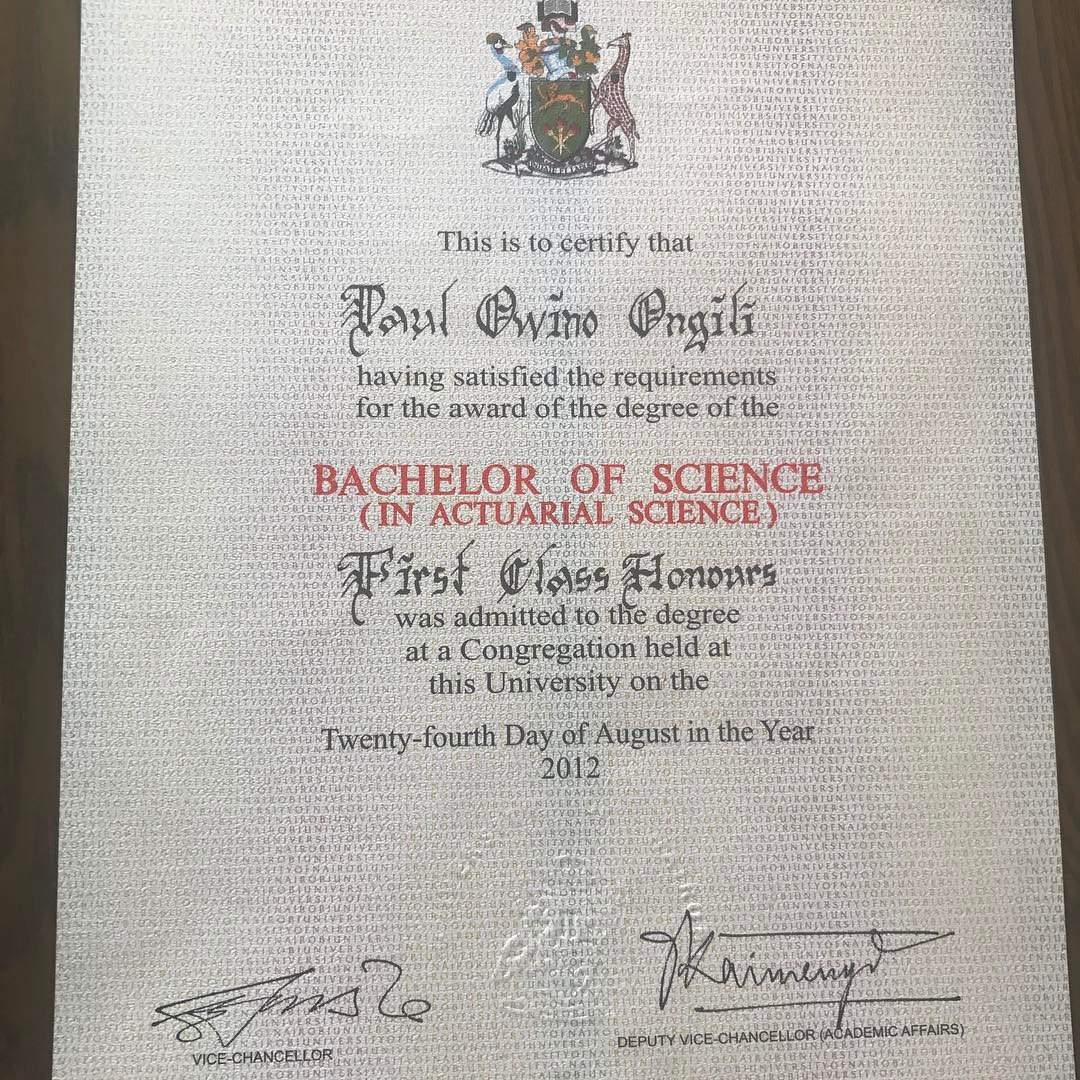 This is to certify that
Paul Owino Ongili
having satisfied the requirements
for the award of the degree of the
BACHELOR OF SCIENCE
(IN ACTUARIAL SCIENCE)
First Class Honours
was admitted to the degree
at a Congregation held at
this University on the
Twenty-fourth Day of August in the Year
2012
VICE-CHANCELLOR
DEPUTY VICE-CHANCELLOR (ACADEMIC AFFAIRS)